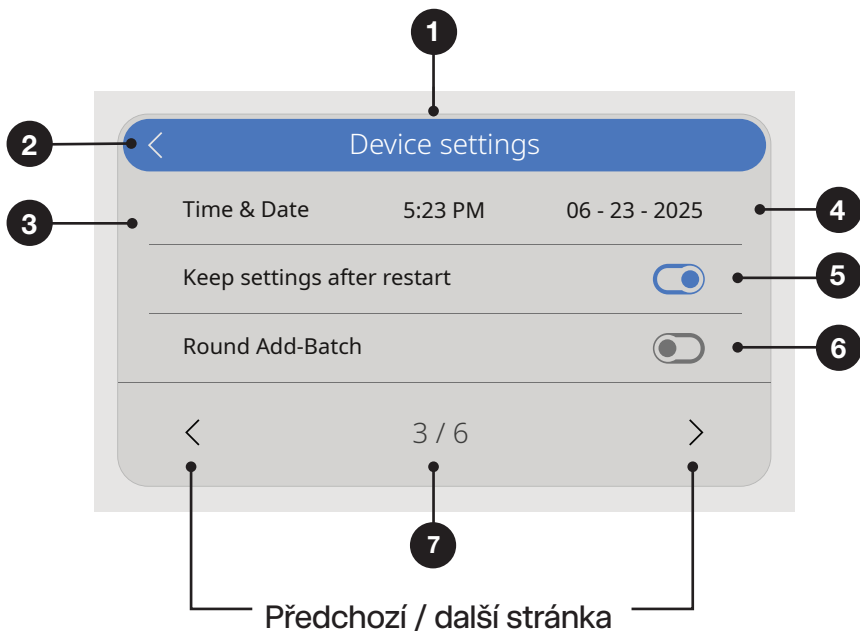 1
2
< Device settings
3
Time & Date 5:23 PM 06 - 23 - 2025
4
Keep settings after restart
5
Round Add-Batch
6
< 3 / 6 >
7
Předchozí / další stránka